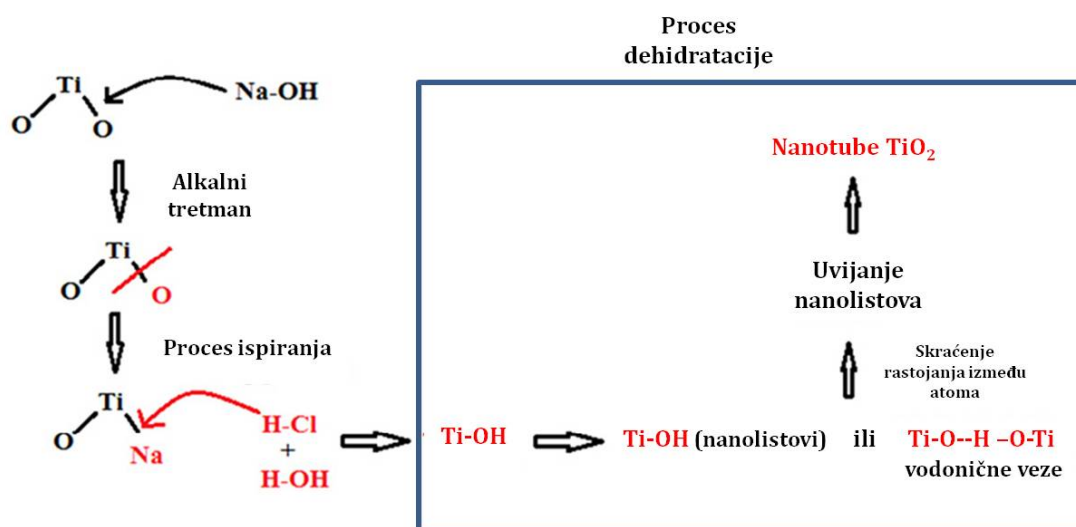 Proces
dehidratacije
Ti
O
O
Na-OH
Alkalni
tretman
Ti
O
O
Proces ispiranja
Ti
O
Na
H-Cl
+
H-OH
Ti-OH
Ti-OH (nanolistovi) ili Ti-O--H –O-Ti
vodonične veze
Skraćenje
rastojanja između
atoma
Uvijanje
nanolistova
Nanotube TiO₂